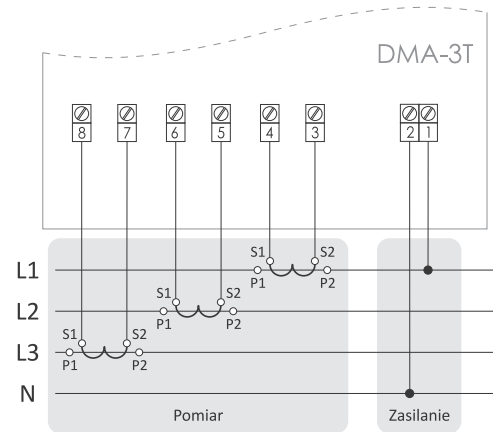 DMA-3T
8 7 6 5 4 3 2 1
S1 S2
L1
P1 P2
S1 S2
L2
P1 P2
S1 S2
L3
P1 P2
N
Pomiar Zasilanie